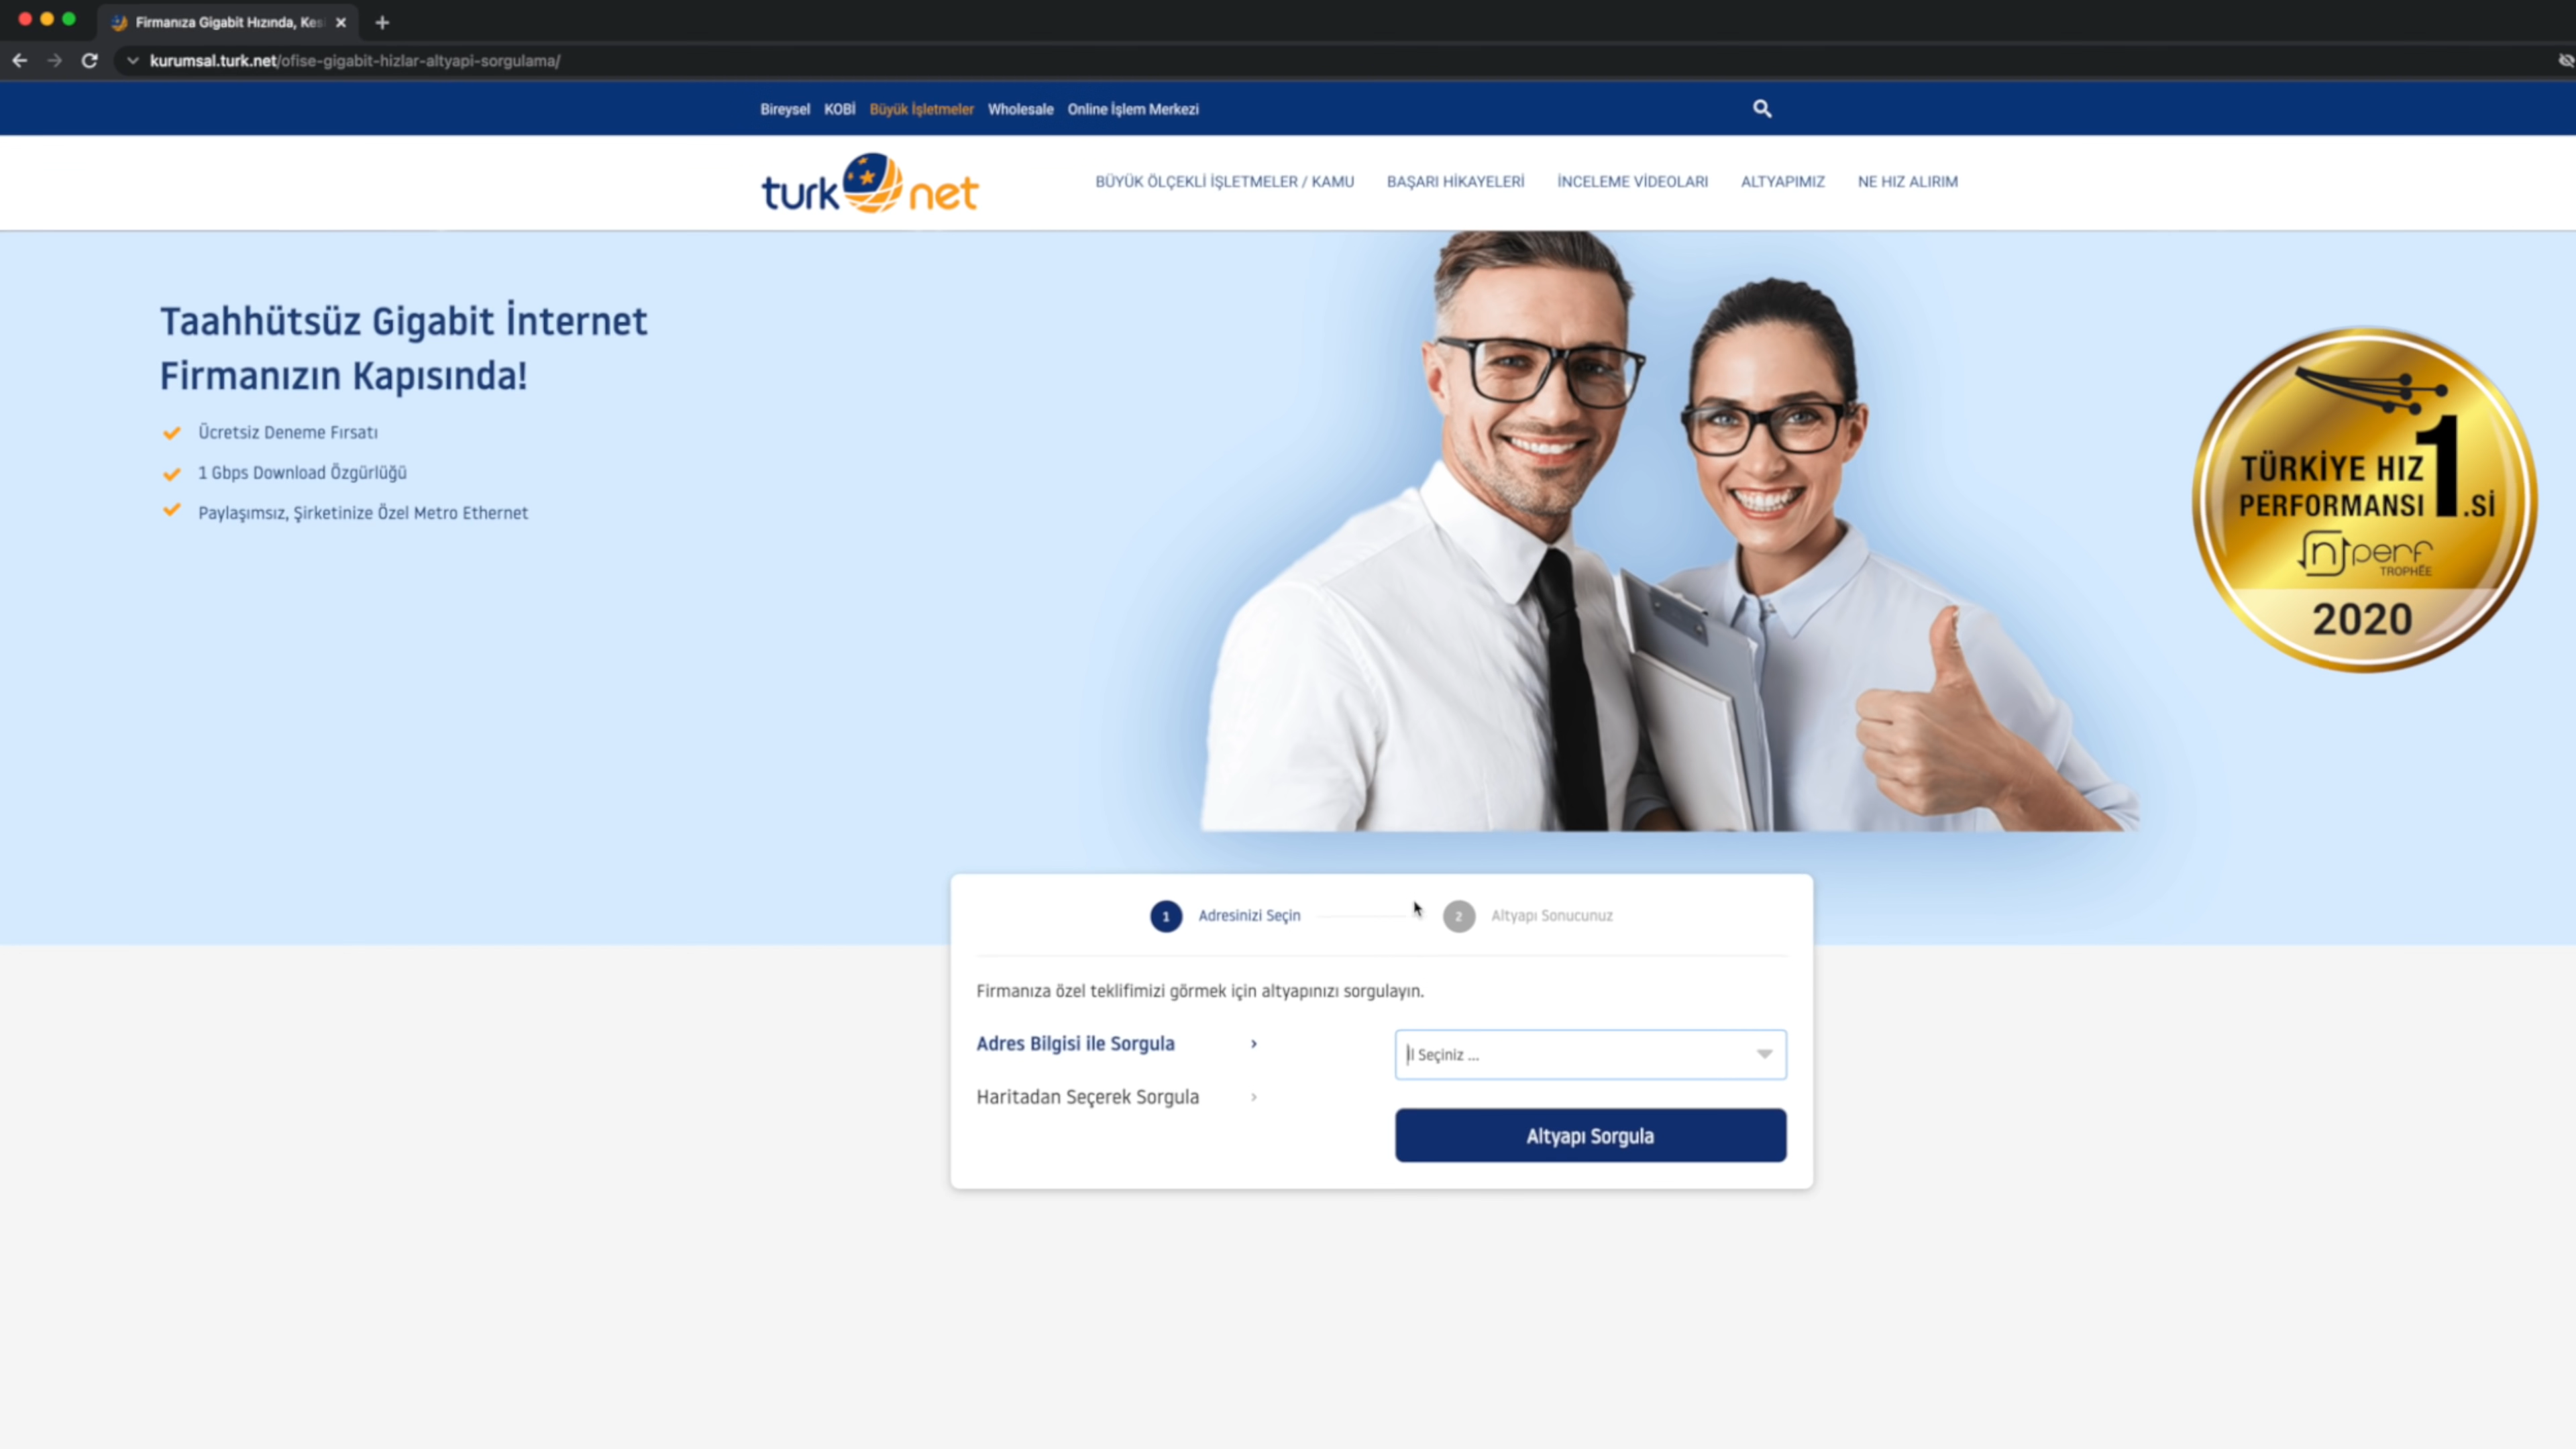 Firmanıza Gigabit Hızında, Kes
kurumsal.turk.net/ofise-gigabit-hizlar-altyapi-sorgulama/
Bireysel KOBİ Büyük İşletmeler Wholesale Online İşlem Merkezi
turk net
BÜYÜK ÖLÇEKLİ İŞLETMELER / KAMU BAŞARI HİKAYELERİ İNCELEME VİDEOLARI ALTYAPIMIZ NE HIZ ALIRIM
Taahhütsüz Gigabit İnternet
Firmanızın Kapısında!
Ücretsiz Deneme Fırsatı
1 Gbps Download Özgürlüğü
Paylaşımsız, Şirketinize Özel Metro Ethernet
TÜRKİYE HIZ
PERFORMANSI 1.Sİ
nperf
TROPHÉE
2020
1 Adresinizi Seçin 2 Altyapı Sonucunuz
Firmanıza özel teklifimizi görmek için altyapınızı sorgulayın.
Adres Bilgisi ile Sorgula
İl Seçiniz ...
Haritadan Seçerek Sorgula
Altyapı Sorgula